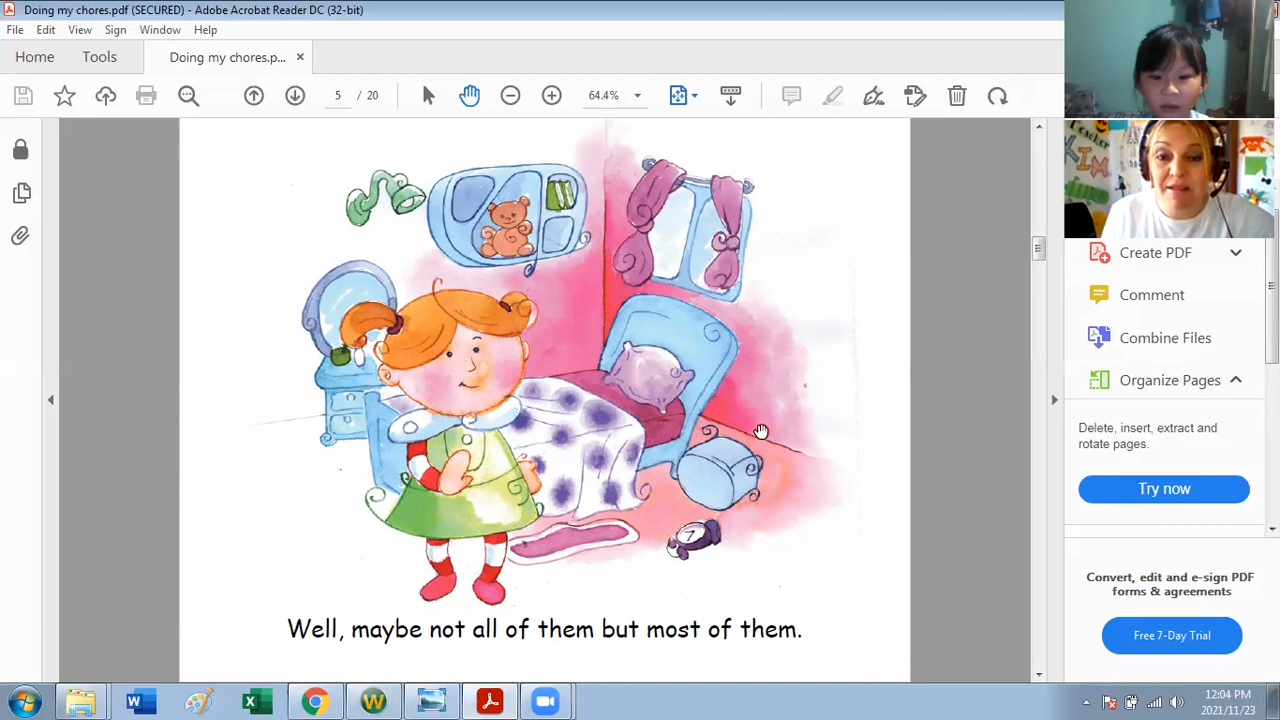 Doing my chores.pdf (SECURED) - Adobe Acrobat Reader DC (32-bit)
File Edit View Sign Window Help
Home Tools Doing my chores.p... ×
5 / 20 64.4%
Teacher
KIM
Create PDF
Comment
Combine Files
Organize Pages
Delete, insert, extract and
rotate pages.
Try now
Well, maybe not all of them but most of them.
Convert, edit and e-sign PDF
forms & agreements
Free 7-Day Trial
12:04 PM
2021/11/23